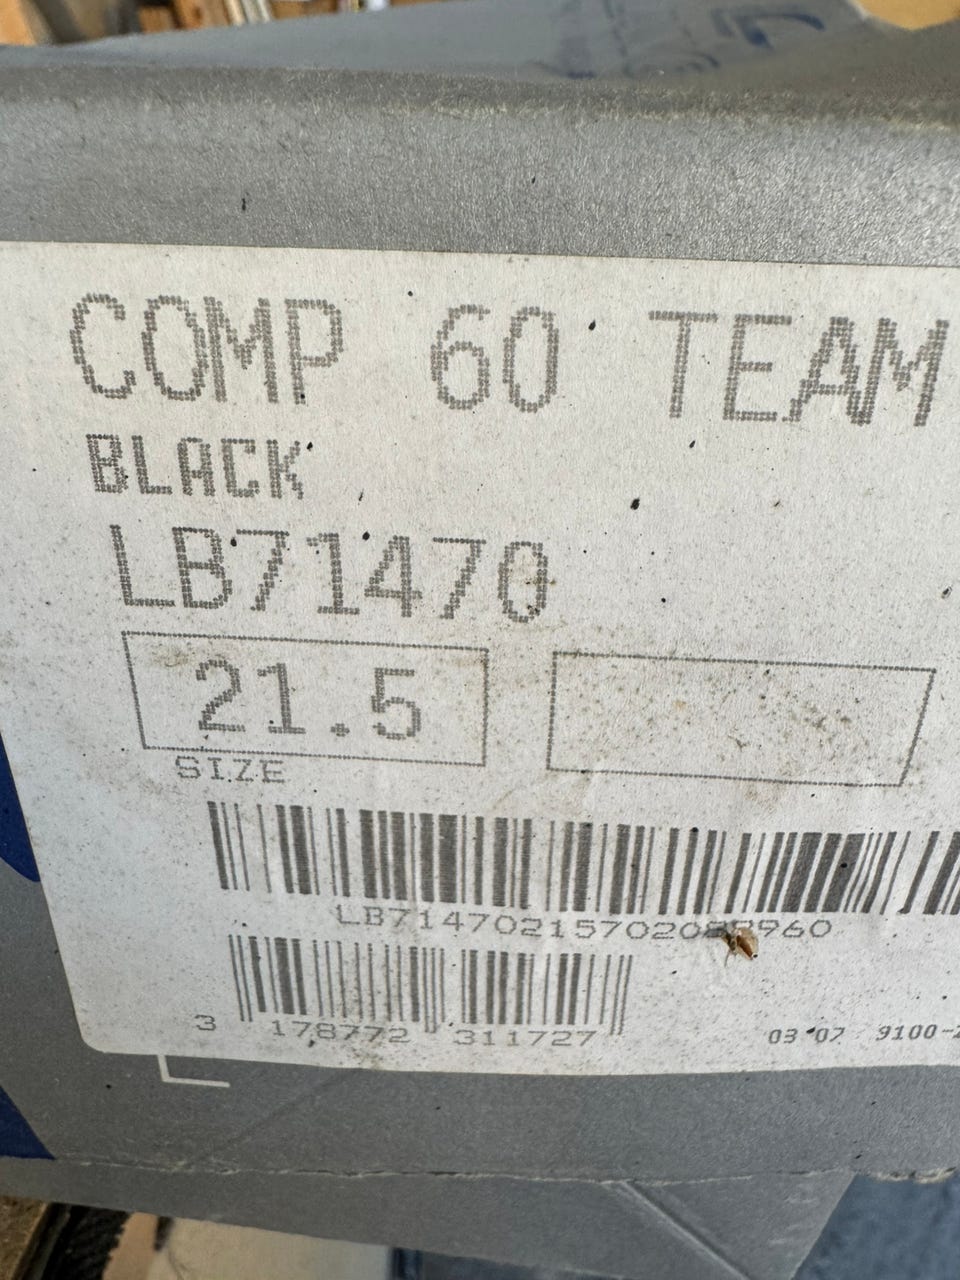 COMP 60 TEAM
BLACK
LB71470
21.5
SIZE
3 178772 311727
03 07 9100-